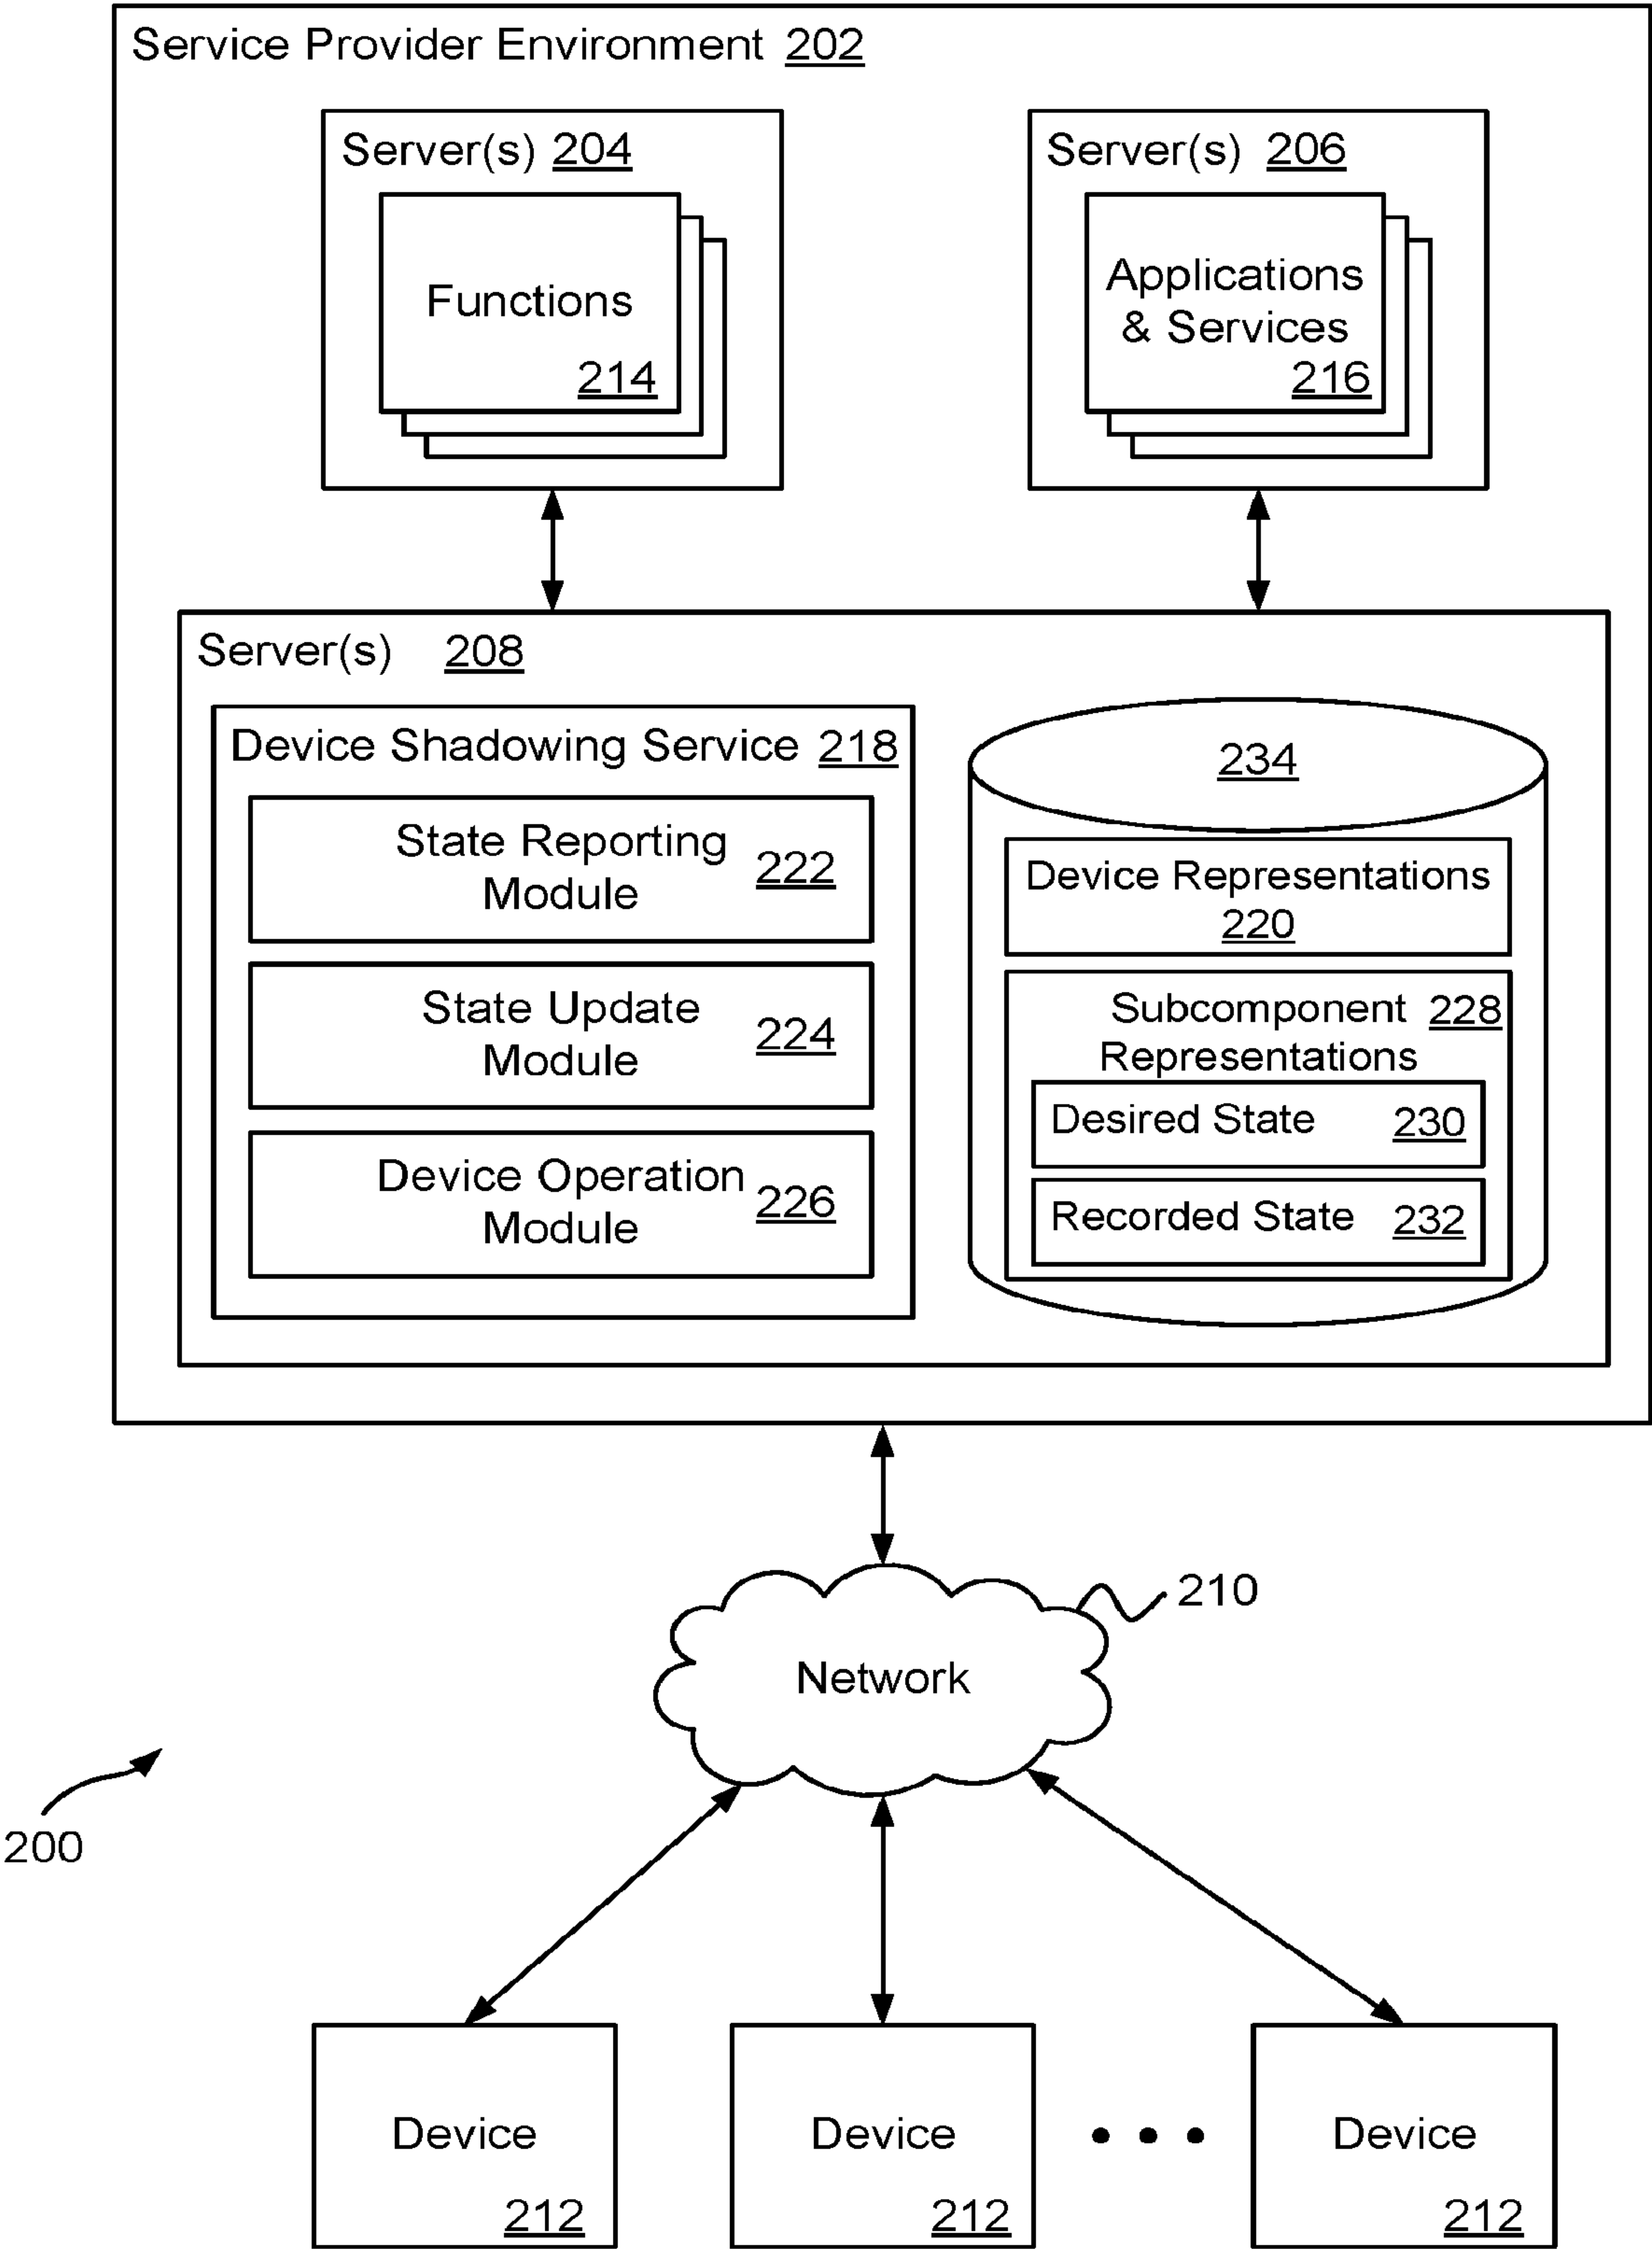 Service Provider Environment 202
Server(s) 204
Functions
214
Server(s) 206
Applications
& Services
216
Server(s) 208
Device Shadowing Service 218
State Reporting
Module
222
State Update
Module
224
Device Operation
Module
226
234
Device Representations
220
Subcomponent 228
Representations
Desired State 230
Recorded State 232
210
Network
200
Device
212
Device
212
Device
212